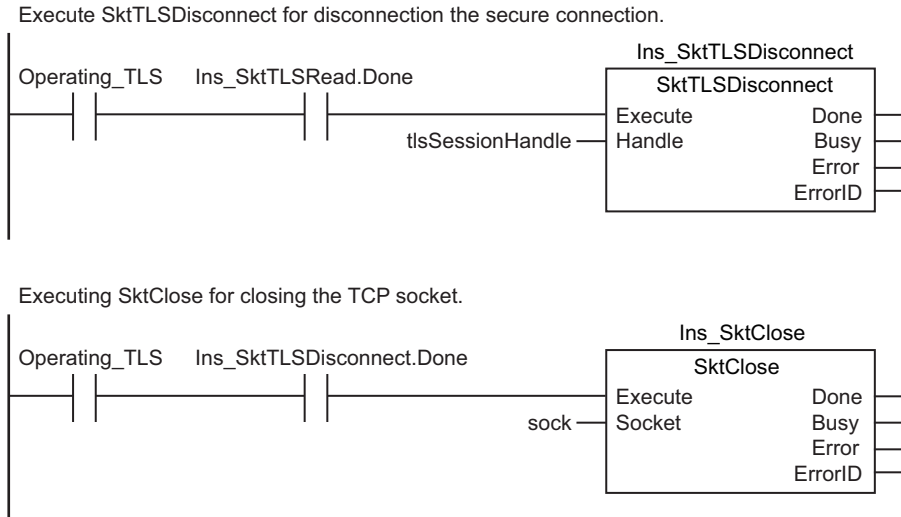 Execute SktTLSDisconnect for disconnection the secure connection.
Ins_SktTLSDisconnect
Operating_TLS Ins_SktTLSRead.Done SktTLSDisconnect
Execute Done
tlsSessionHandle Handle Busy
Error
ErrorID
Executing SktClose for closing the TCP socket.
Ins_SktClose
Operating_TLS Ins_SktTLSDisconnect.Done SktClose
Execute Done
sock Socket Busy
Error
ErrorID